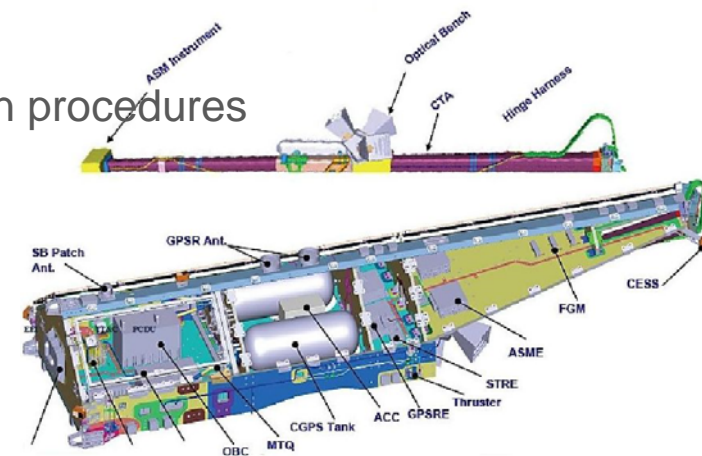 ASM Instrument
Optical Bench
n procedures
CTA
Hinge Harness
SB Patch
Ant.
GPSR Ant.
CESS
FGM
PCDU
ASME
STRE
Thruster
GPSRE
ACC
CGPS Tank
MTQ
OBC